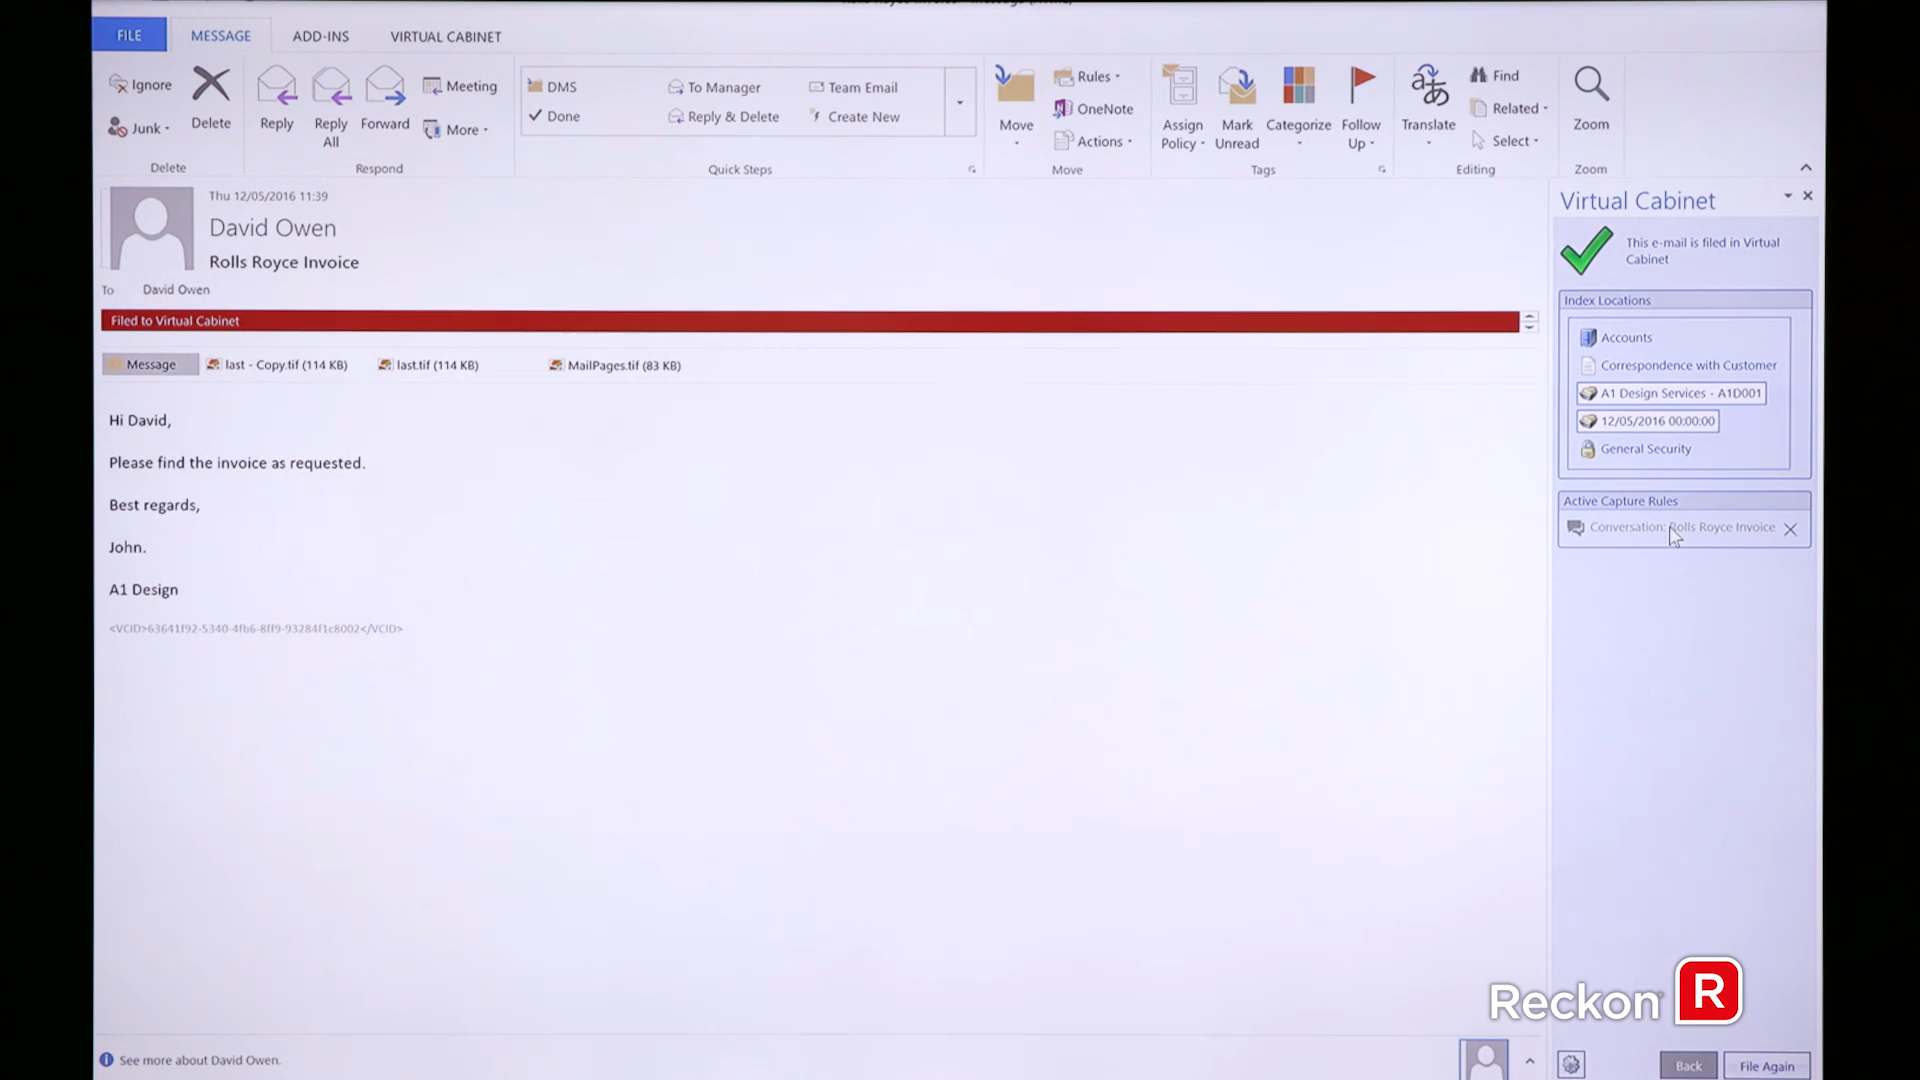 FILE
MESSAGE
ADD-INS
VIRTUAL CABINET
Ignore
Junk
Delete
Delete
Reply
Reply All
Forward
Meeting
More
Respond
DMS
Done
To Manager
Reply & Delete
Team Email
Create New
Quick Steps
Move
Rules
OneNote
Actions
Move
Assign Policy
Mark Unread
Categorize
Follow Up
Tags
Translate
Find
Related
Select
Editing
Zoom
Zoom
Thu 12/05/2016 11:39
David Owen
Rolls Royce Invoice
To David Owen
Filed to Virtual Cabinet
Message
last - Copy.tif (114 KB)
last.tif (114 KB)
MailPages.tif (83 KB)
Hi David,
Please find the invoice as requested.
Best regards,
John.
A1 Design
<VCID>63641f92-5340-4fb6-8ff9-93284f1c8002</VCID>
Virtual Cabinet
This e-mail is filed in Virtual
Cabinet
Index Locations
Accounts
Correspondence with Customer
A1 Design Services - A1D001
12/05/2016 00:00:00
General Security
Active Capture Rules
Conversation: Rolls Royce Invoice
Reckon R
See more about David Owen.
Back
File Again